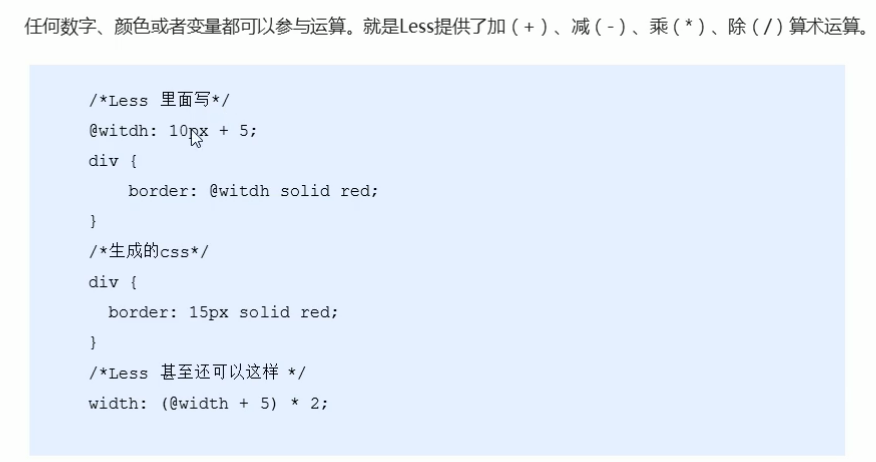 任何数字、颜色或者变量都可以参与运算。就是Less提供了加（+）、减（-）、乘（*）、除（/）算术运算。
/*Less 里面写*/
@witdh: 10px + 5;
div {
    border: @witdh solid red;
}
/*生成的css*/
div {
  border: 15px solid red;
}
/*Less 甚至还可以这样 */
width: (@width + 5) * 2;